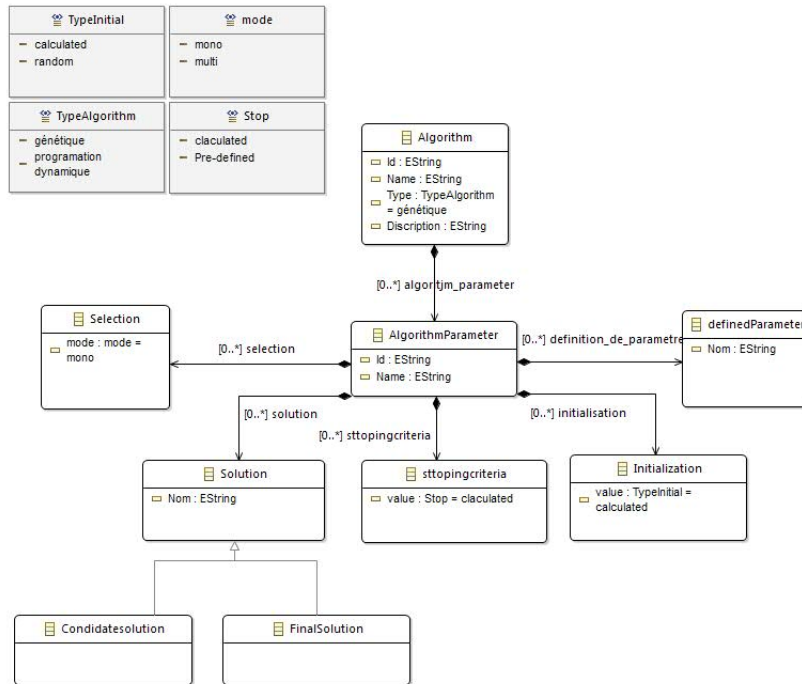 TypeInitial
calculated
random
mode
mono
multi
TypeAlgorithm
génétique
programation
dynamique
Stop
claculated
Pre-defined
Algorithm
Id : EString
Name : EString
Type : TypeAlgorithm
= génétique
Discription : EString
[0..*] algoritjm_parameter
Selection
mode : mode =
mono
[0..*] selection
AlgorithmParameter
Id : EString
Name : EString
[0..*] definition_de_parametre
definedParameter
Nom : EString
[0..*] solution
[0..*] sttopingcriteria
[0..*] initialisation
Solution
Nom : EString
sttopingcriteria
value : Stop = claculated
Initialization
value : TypeInitial =
calculated
Condidatesolution
FinalSolution